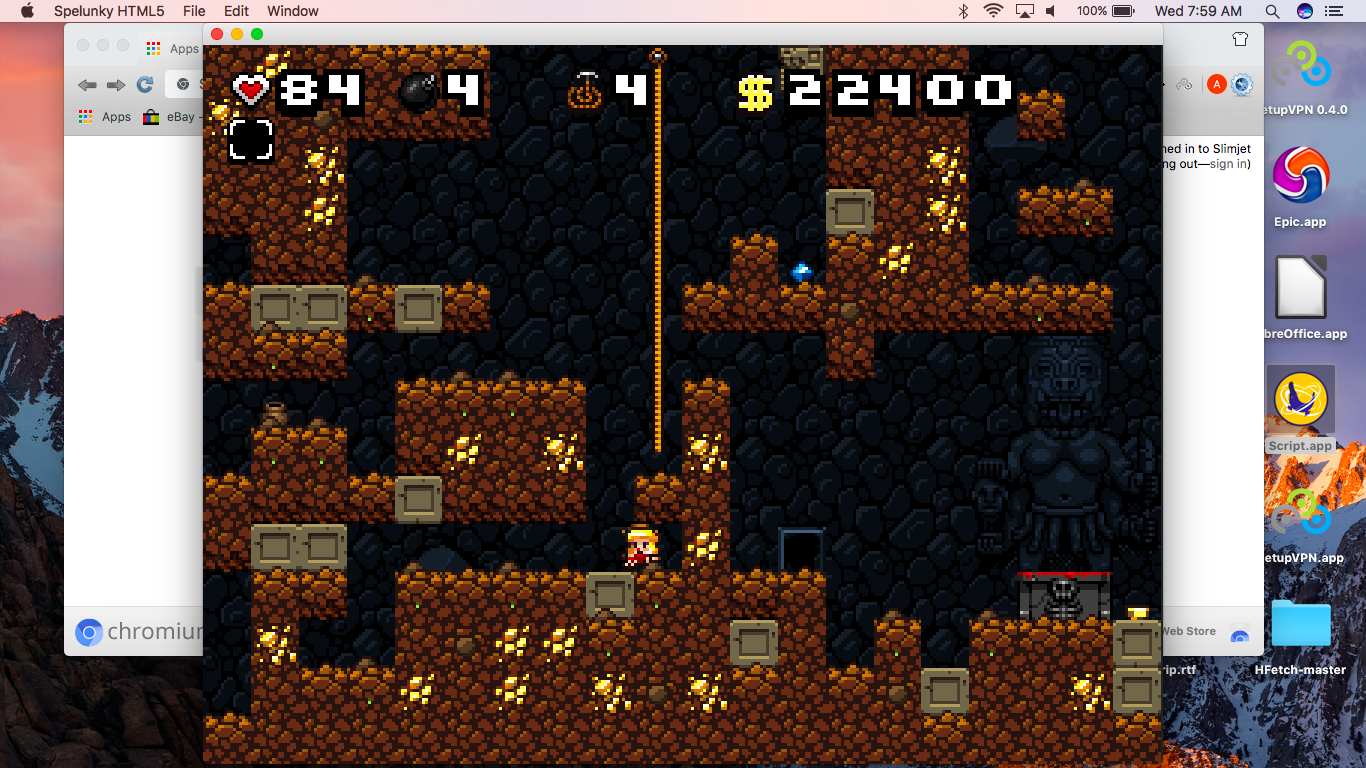 Spelunky HTML5 File Edit Window 100% Wed 7:59 AM
Apps
84 4 4 $22400
A
Apps eBay
etupVPN 0.4.0
ned in to Slimjet
ng out—sign in)
Epic.app
breOffice.app
Script.app
etupVPN.app
chromiun
Web Store
rip.rtf
HFetch-master